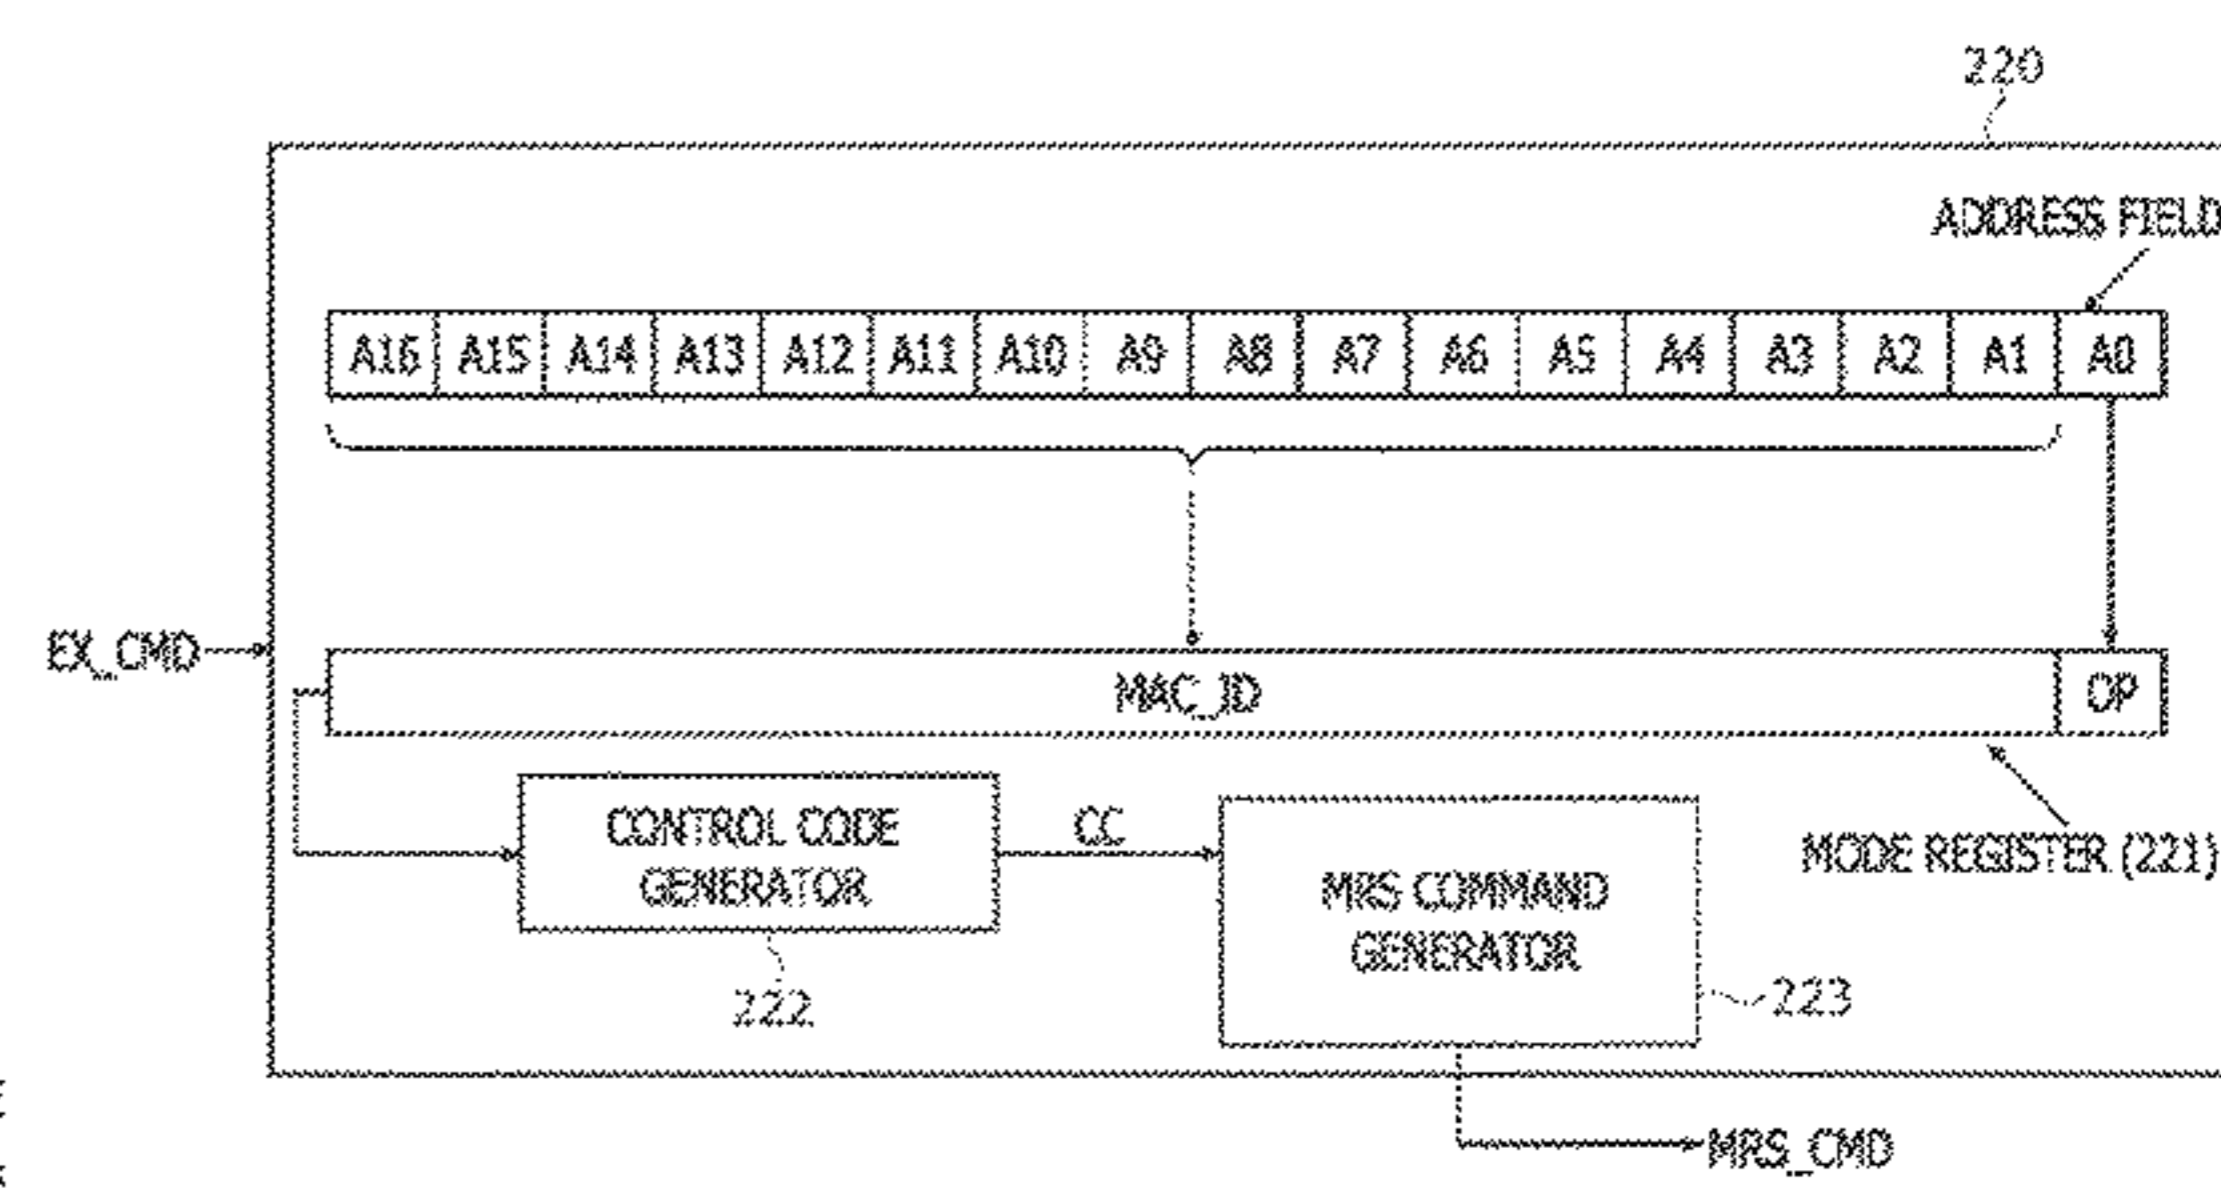 220
ADDRESS FIELD
A16 A15 A14 A13 A12 A11 A10 A9 A8 A7 A6 A5 A4 A3 A2 A1 A0
EX_CMD
MAC_ID OP
CONTROL CODE
GENERATOR
CC
MRS COMMAND
GENERATOR
MODE REGISTER (221)
222
223
MRS_CMD